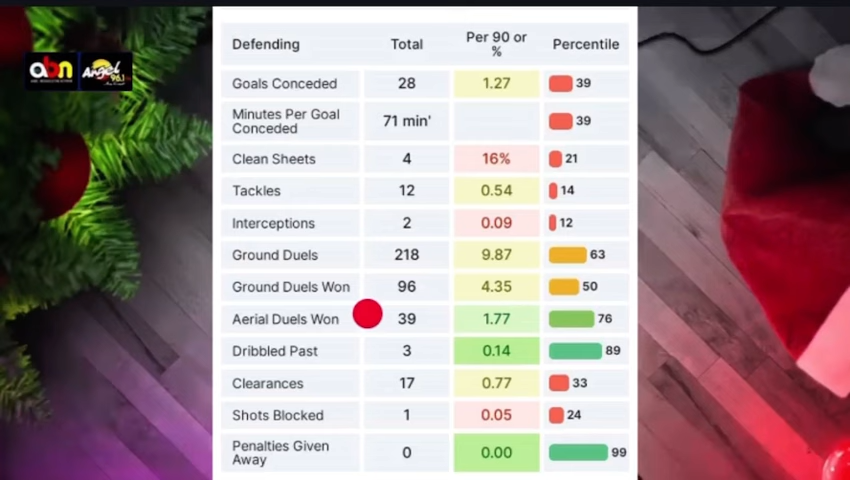 abn
Angel
96.1
Defending Total Per 90 or % Percentile
Goals Conceded 28 1.27 39
Minutes Per Goal Conceded 71 min' 39
Clean Sheets 4 16% 21
Tackles 12 0.54 14
Interceptions 2 0.09 12
Ground Duels 218 9.87 63
Ground Duels Won 96 4.35 50
Aerial Duels Won 39 1.77 76
Dribbled Past 3 0.14 89
Clearances 17 0.77 33
Shots Blocked 1 0.05 24
Penalties Given Away 0 0.00 99